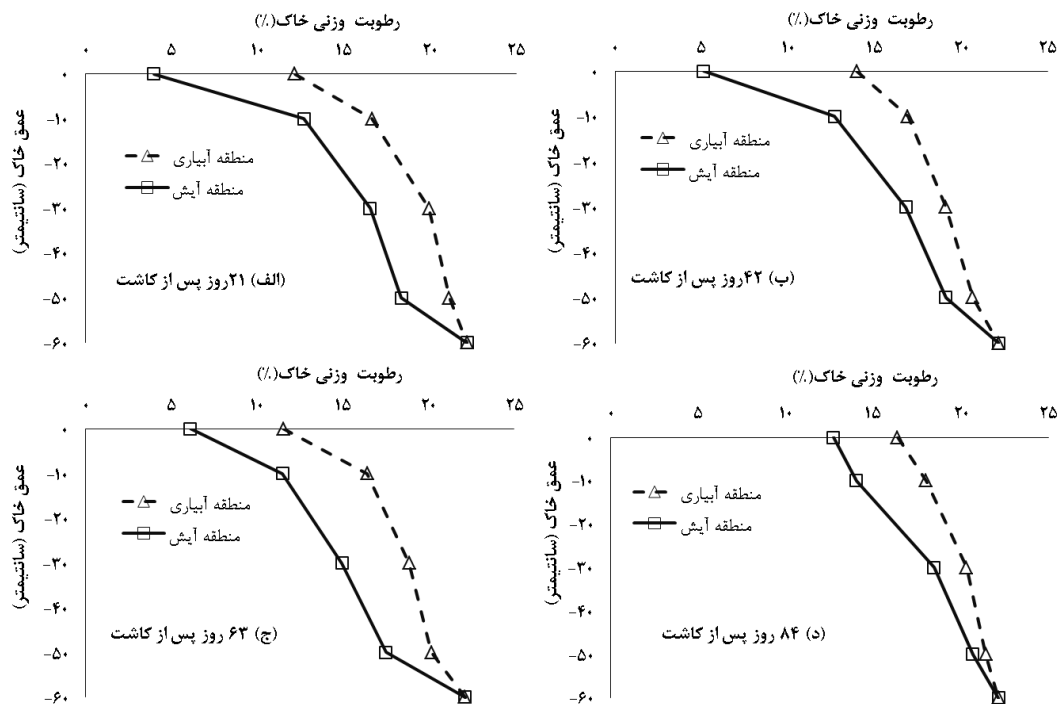 رطوبت وزنی خاک(٪)
۰ ۵ ۱۰ ۱۵ ۲۰ ۲۵
عمق خاک (سانتیمتر)
۰
-۱۰
-۲۰
-۳۰
-۴۰
-۵۰
-۶۰
منطقه آبیاری
منطقه آیش
(الف) ۲۱روز پس از کاشت
رطوبت وزنی خاک(٪)
۰ ۵ ۱۰ ۱۵ ۲۰ ۲۵
عمق خاک (سانتیمتر)
۰
-۱۰
-۲۰
-۳۰
-۴۰
-۵۰
-۶۰
منطقه آبیاری
منطقه آیش
(ب) ۴۲روز پس از کاشت
رطوبت وزنی خاک(٪)
۰ ۵ ۱۰ ۱۵ ۲۰ ۲۵
عمق خاک (سانتیمتر)
۰
-۱۰
-۲۰
-۳۰
-۴۰
-۵۰
-۶۰
منطقه آبیاری
منطقه آیش
(ج) ۶۳ روز پس از کاشت
رطوبت وزنی خاک(٪)
۰ ۵ ۱۰ ۱۵ ۲۰ ۲۵
عمق خاک (سانتیمتر)
۰
-۱۰
-۲۰
-۳۰
-۴۰
-۵۰
-۶۰
منطقه آبیاری
منطقه آیش
(د) ۸۴ روز پس از کاشت